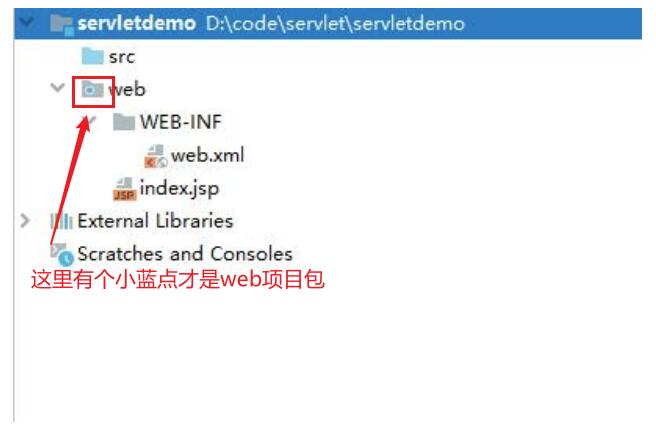 servletdemo D:\code\servlet\servletdemo
src
web
WEB-INF
web.xml
JSP index.jsp
External Libraries
Scratches and Consoles
这里有个小蓝点才是web项目包